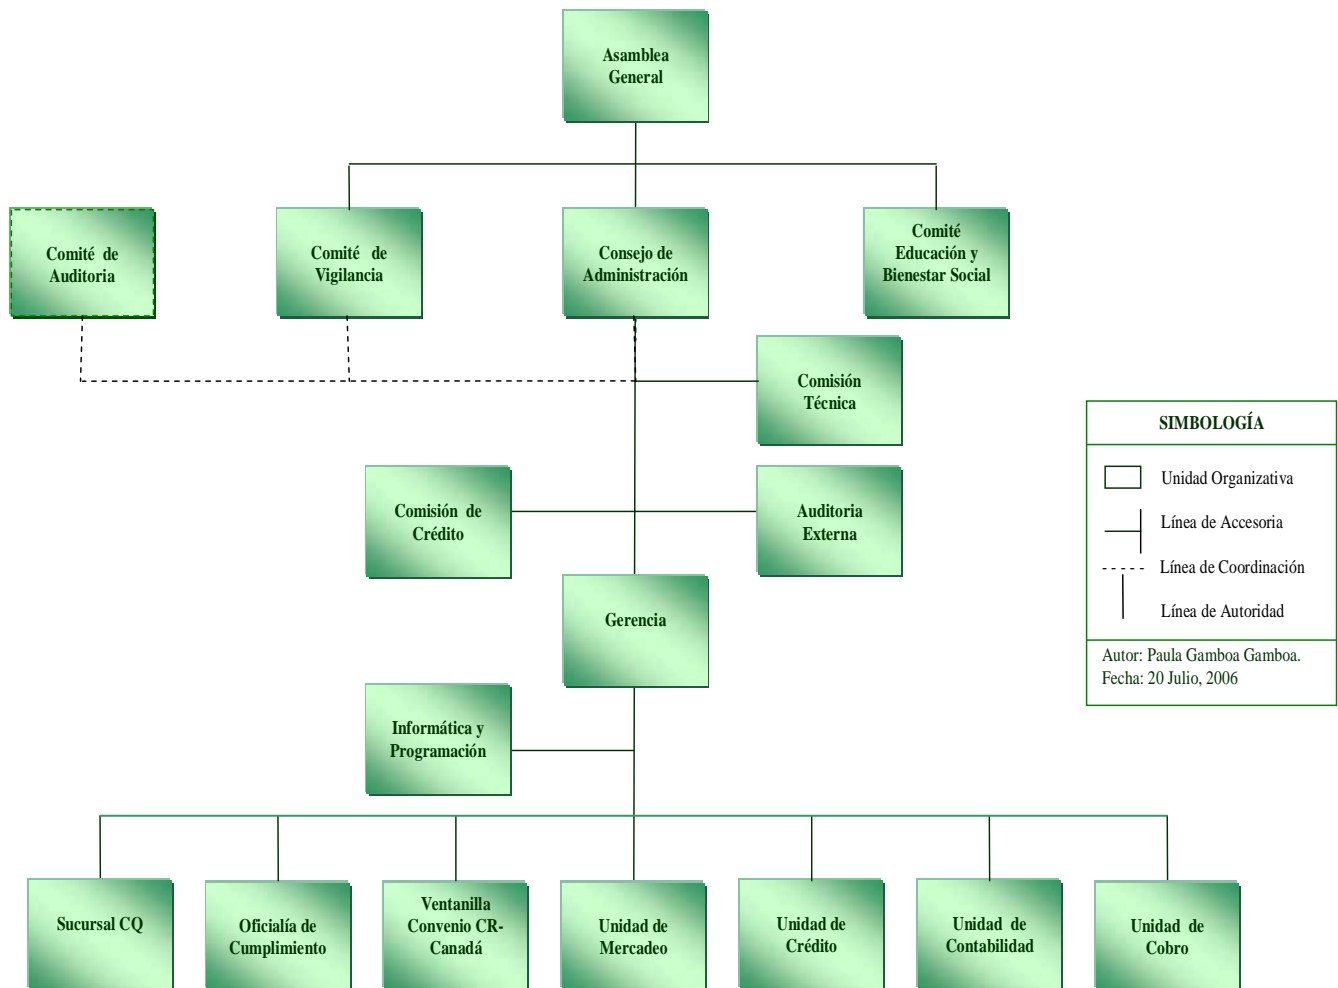 Asamblea
General
Comité de
Auditoria
Comité de
Vigilancia
Consejo de
Administración
Comité
Educación y
Bienestar Social
Comisión
Técnica
Comisión de
Crédito
Auditoria
Externa
Gerencia
Informática y
Programación
Sucursal CQ
Oficialía de
Cumplimiento
Ventanilla
Convenio CR-
Canadá
Unidad de
Mercadeo
Unidad de
Crédito
Unidad de
Contabilidad
Unidad de
Cobro
SIMBOLOGÍA
Unidad Organizativa
Línea de Accesoria
Línea de Coordinación
Línea de Autoridad
Autor: Paula Gamboa Gamboa.
Fecha: 20 Julio, 2006